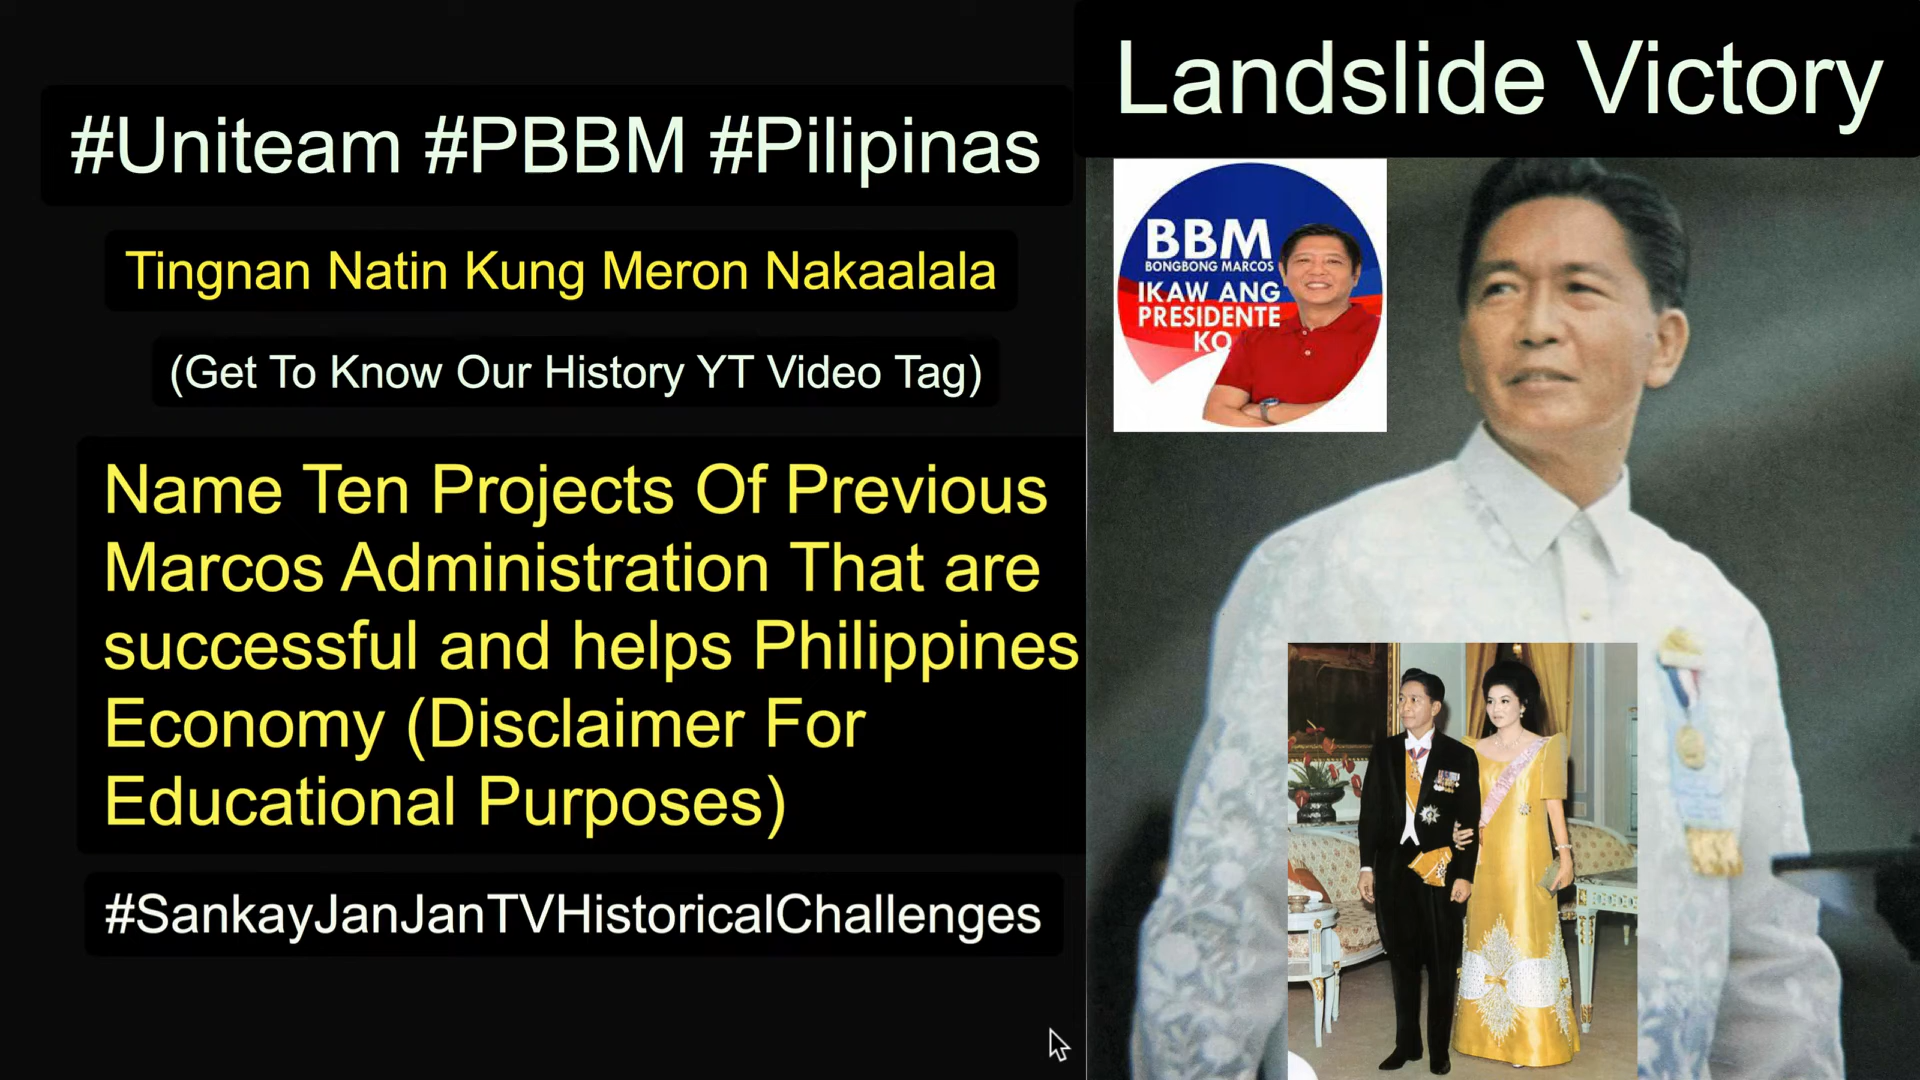 #Uniteam #PBBM #Pilipinas
Tingnan Natin Kung Meron Nakaalala
(Get To Know Our History YT Video Tag)
Name Ten Projects Of Previous
Marcos Administration That are
successful and helps Philippines
Economy (Disclaimer For
Educational Purposes)
#SankayJanJanTVHistoricalChallenges
Landslide Victory
BBM
BONGBONG MARCOS
IKAW ANG
PRESIDENTE
KO